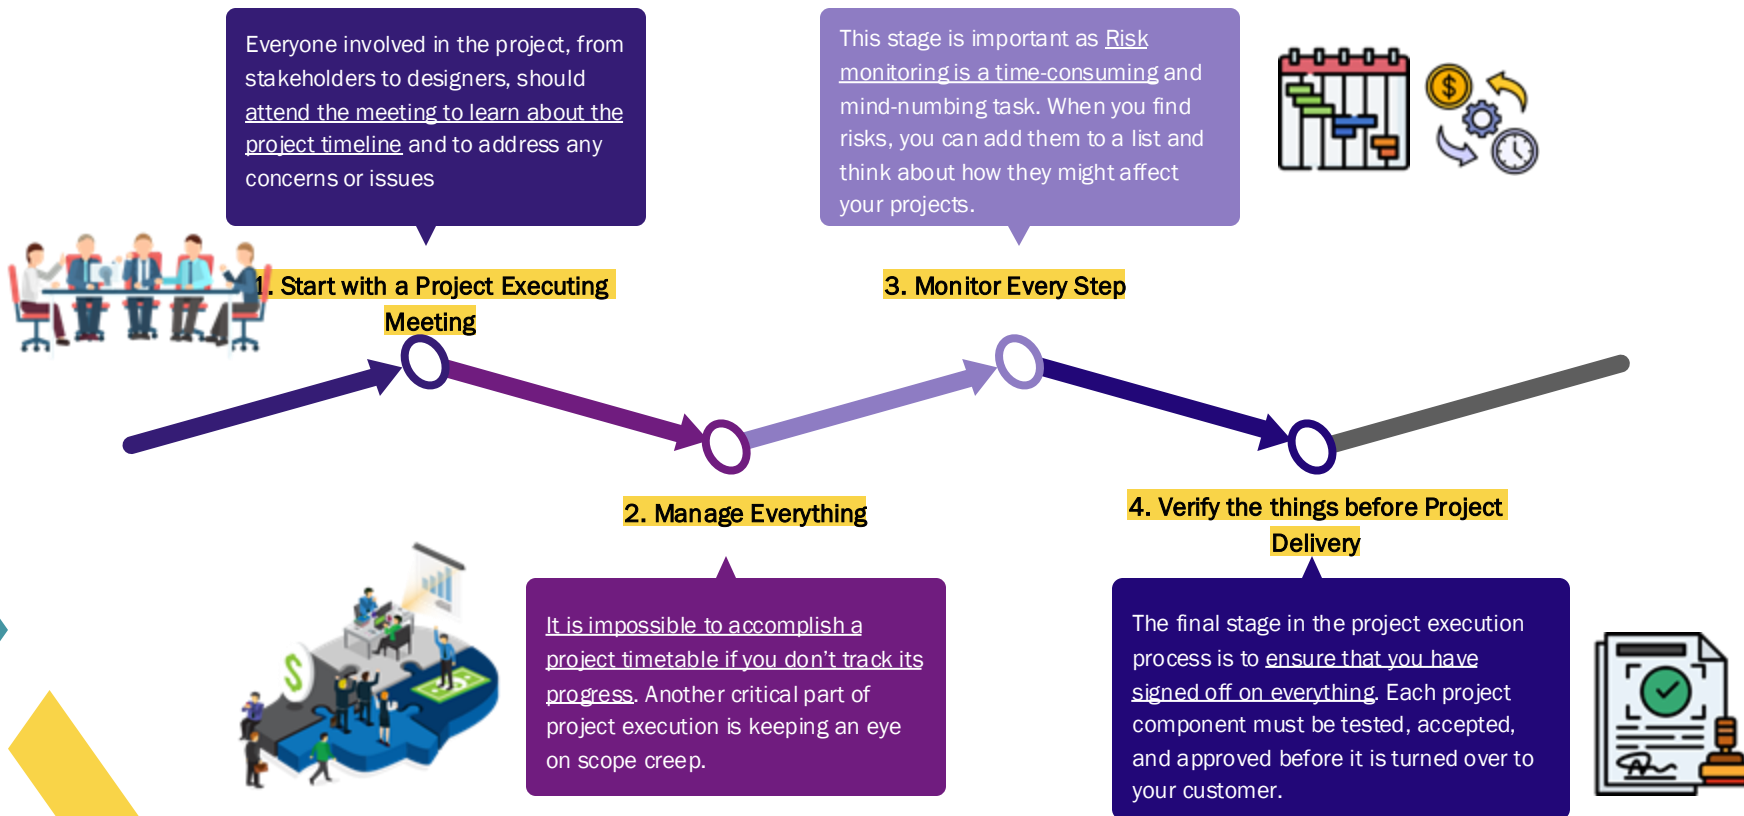 Everyone involved in the project, from
stakeholders to designers, should
attend the meeting to learn about the
project timeline and to address any
concerns or issues
1. Start with a Project Executing
Meeting
It is impossible to accomplish a
project timetable if you don’t track its
progress. Another critical part of
project execution is keeping an eye
on scope creep.
2. Manage Everything
This stage is important as Risk
monitoring is a time-consuming and
mind-numbing task. When you find
risks, you can add them to a list and
think about how they might affect
your projects.
3. Monitor Every Step
4. Verify the things before Project
Delivery
The final stage in the project execution
process is to ensure that you have
signed off on everything. Each project
component must be tested, accepted,
and approved before it is turned over to
your customer.